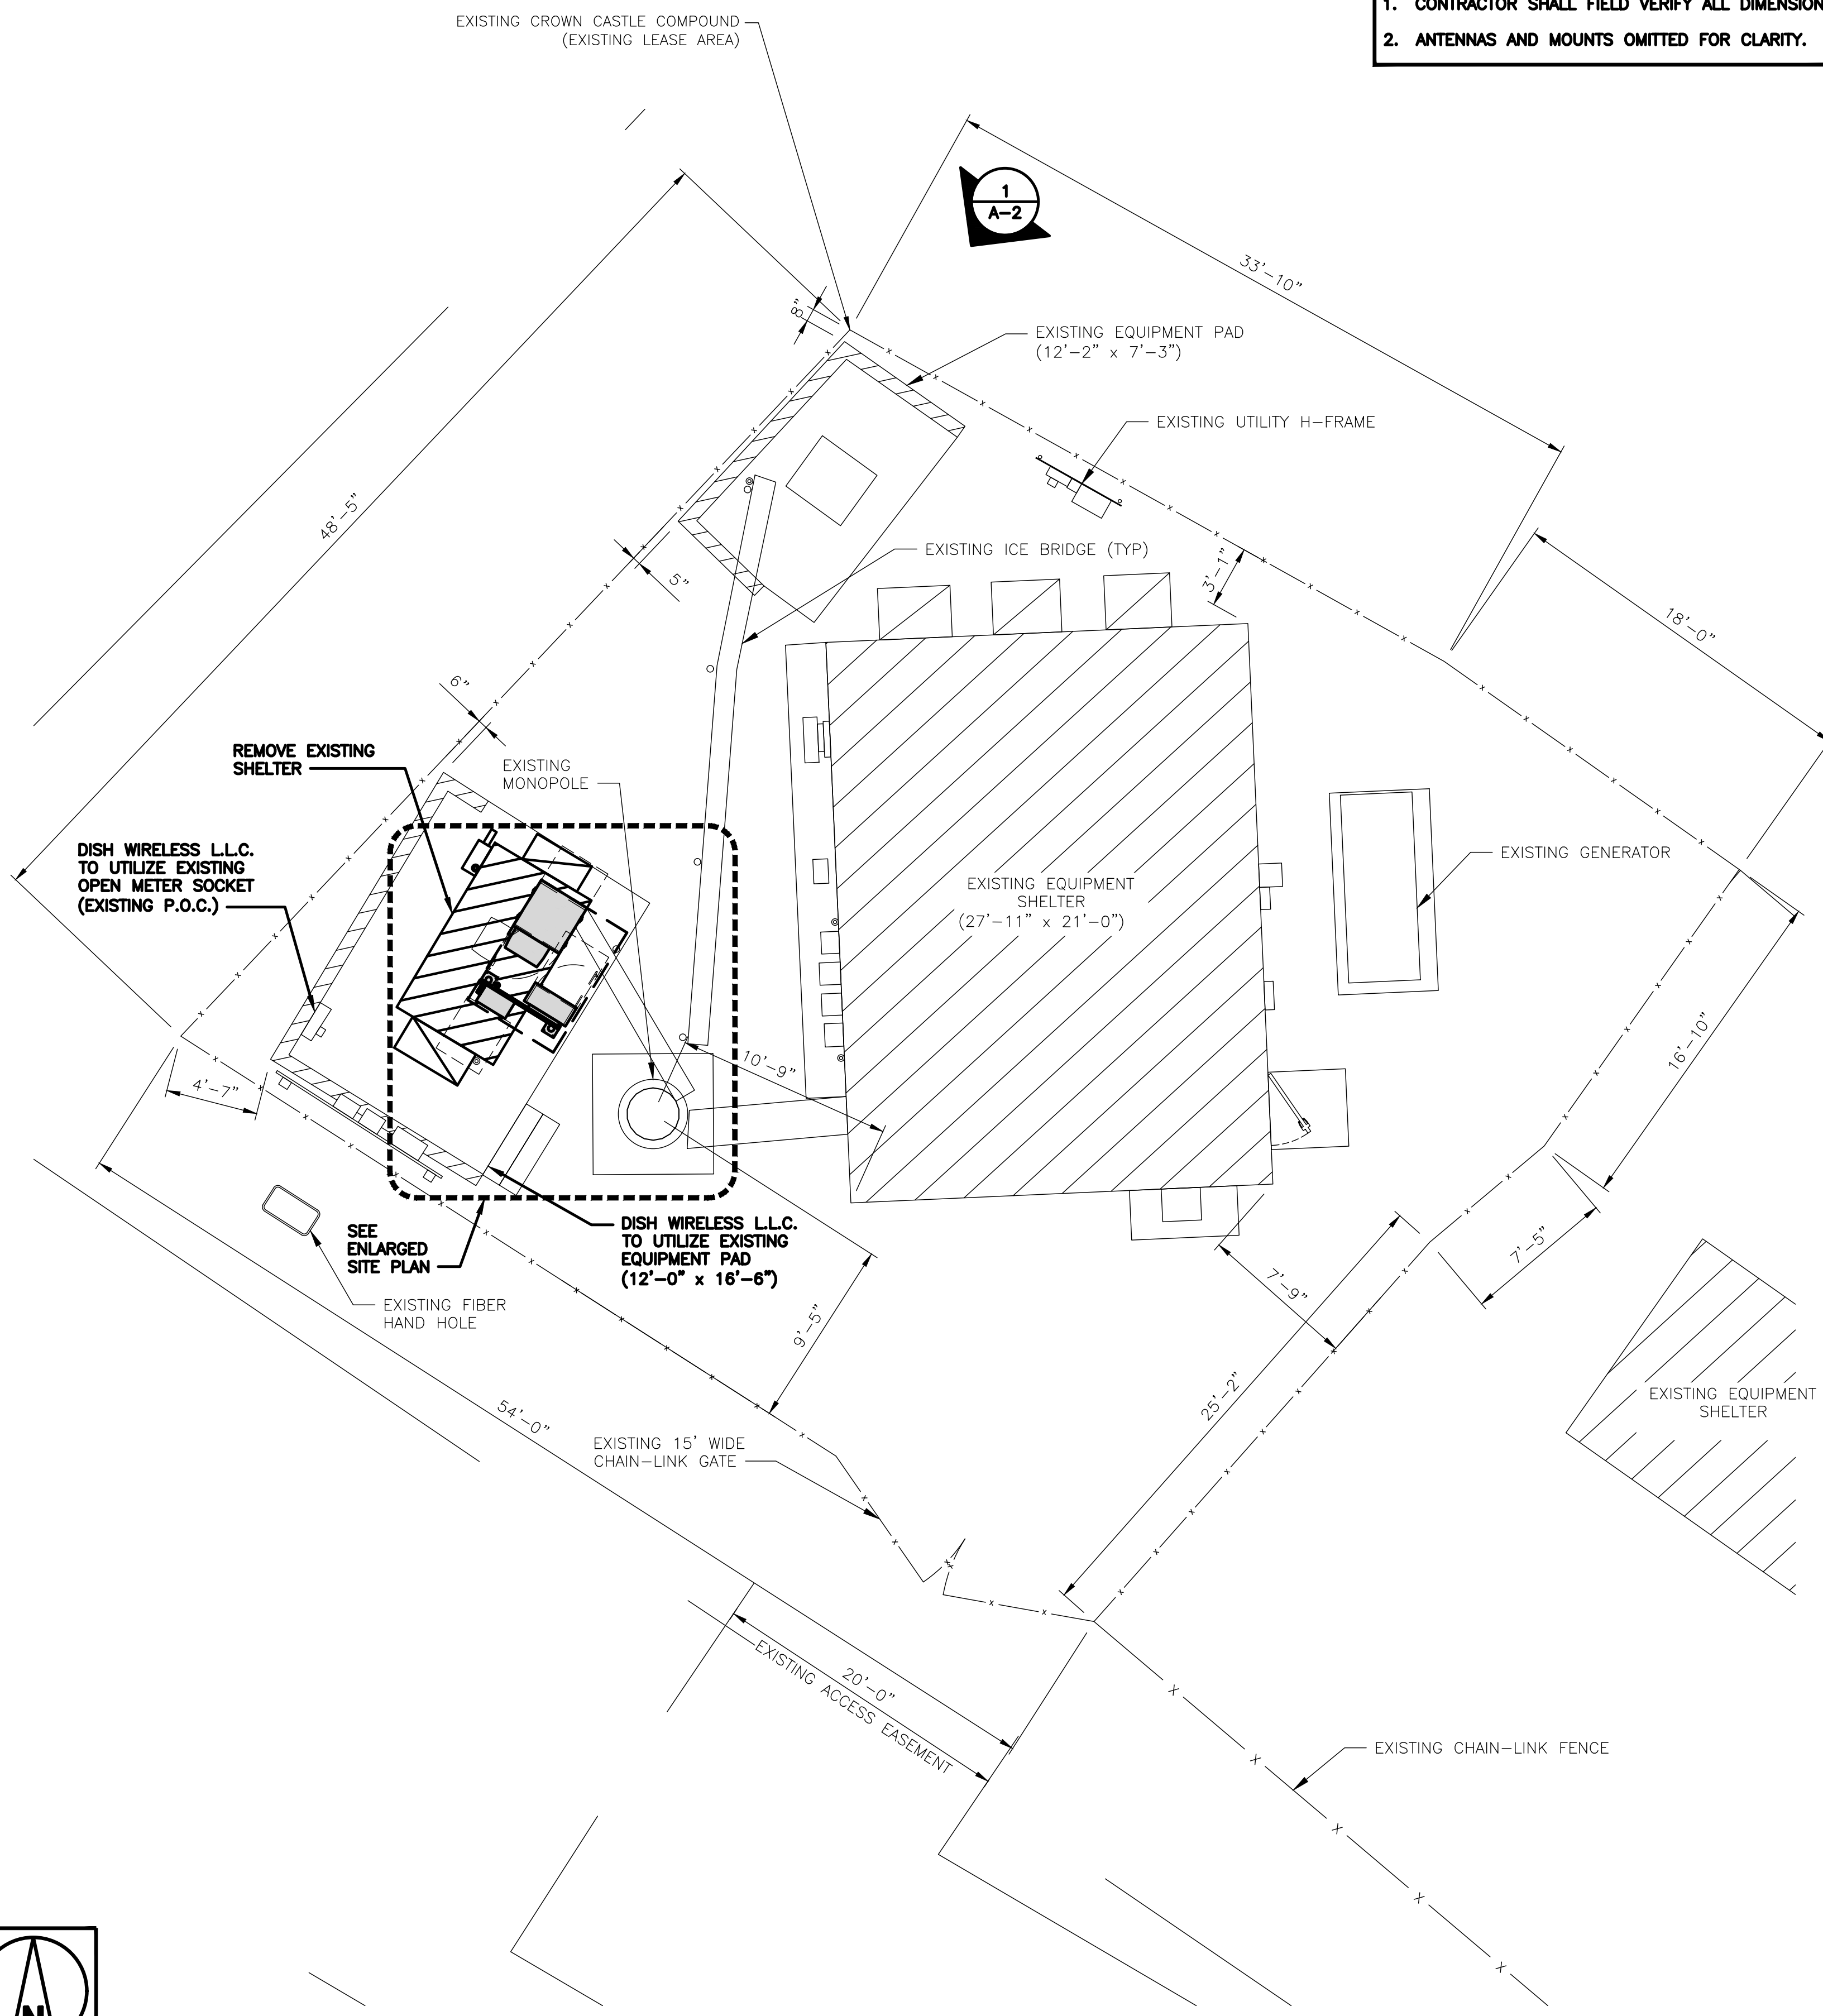 1. CONTRACTOR SHALL FIELD VERIFY ALL DIMENSION
2. ANTENNAS AND MOUNTS OMITTED FOR CLARITY.
EXISTING CROWN CASTLE COMPOUND
(EXISTING LEASE AREA)
1
A-2
33'-10"
8"
EXISTING EQUIPMENT PAD
(12'-2" x 7'-3")
EXISTING UTILITY H-FRAME
48'-5"
EXISTING ICE BRIDGE (TYP)
3'-1"
5"
18'-0"
6"
REMOVE EXISTING
SHELTER
EXISTING
MONOPOLE
DISH WIRELESS L.L.C.
TO UTILIZE EXISTING
OPEN METER SOCKET
(EXISTING P.O.C.)
EXISTING EQUIPMENT
SHELTER
(27'-11" x 21'-0")
EXISTING GENERATOR
16'-10"
10'-9"
4'-7"
SEE
ENLARGED
SITE PLAN
DISH WIRELESS L.L.C.
TO UTILIZE EXISTING
EQUIPMENT PAD
(12'-0" x 16'-6")
7'-5"
7'-9"
EXISTING FIBER
HAND HOLE
9'-5"
25'-2"
EXISTING EQUIPMENT
SHELTER
54'-0"
EXISTING 15' WIDE
CHAIN-LINK GATE
20'-0"
EXISTING ACCESS EASEMENT
EXISTING CHAIN-LINK FENCE
N